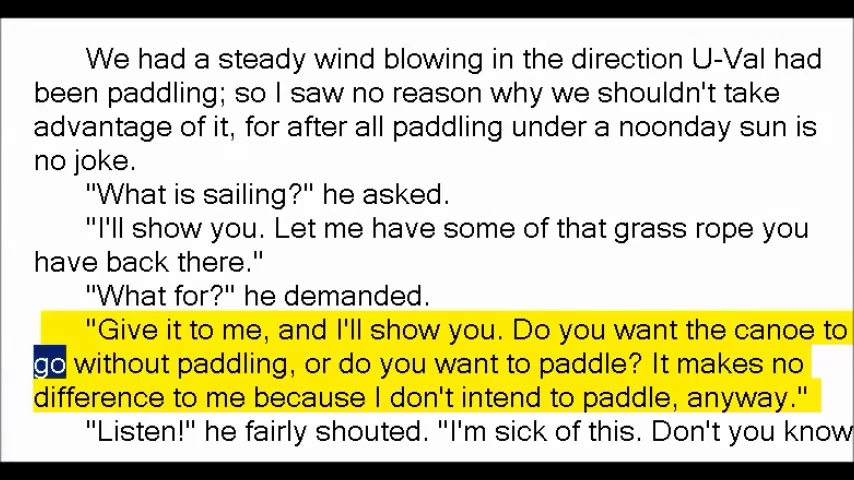 We had a steady wind blowing in the direction U-Val had
been paddling; so I saw no reason why we shouldn't take
advantage of it, for after all paddling under a noonday sun is
no joke.
"What is sailing?" he asked.
"I'll show you. Let me have some of that grass rope you
have back there."
"What for?" he demanded.
"Give it to me, and I'll show you. Do you want the canoe to
go without paddling, or do you want to paddle? It makes no
difference to me because I don't intend to paddle, anyway."
"Listen!" he fairly shouted. "I'm sick of this. Don't you know